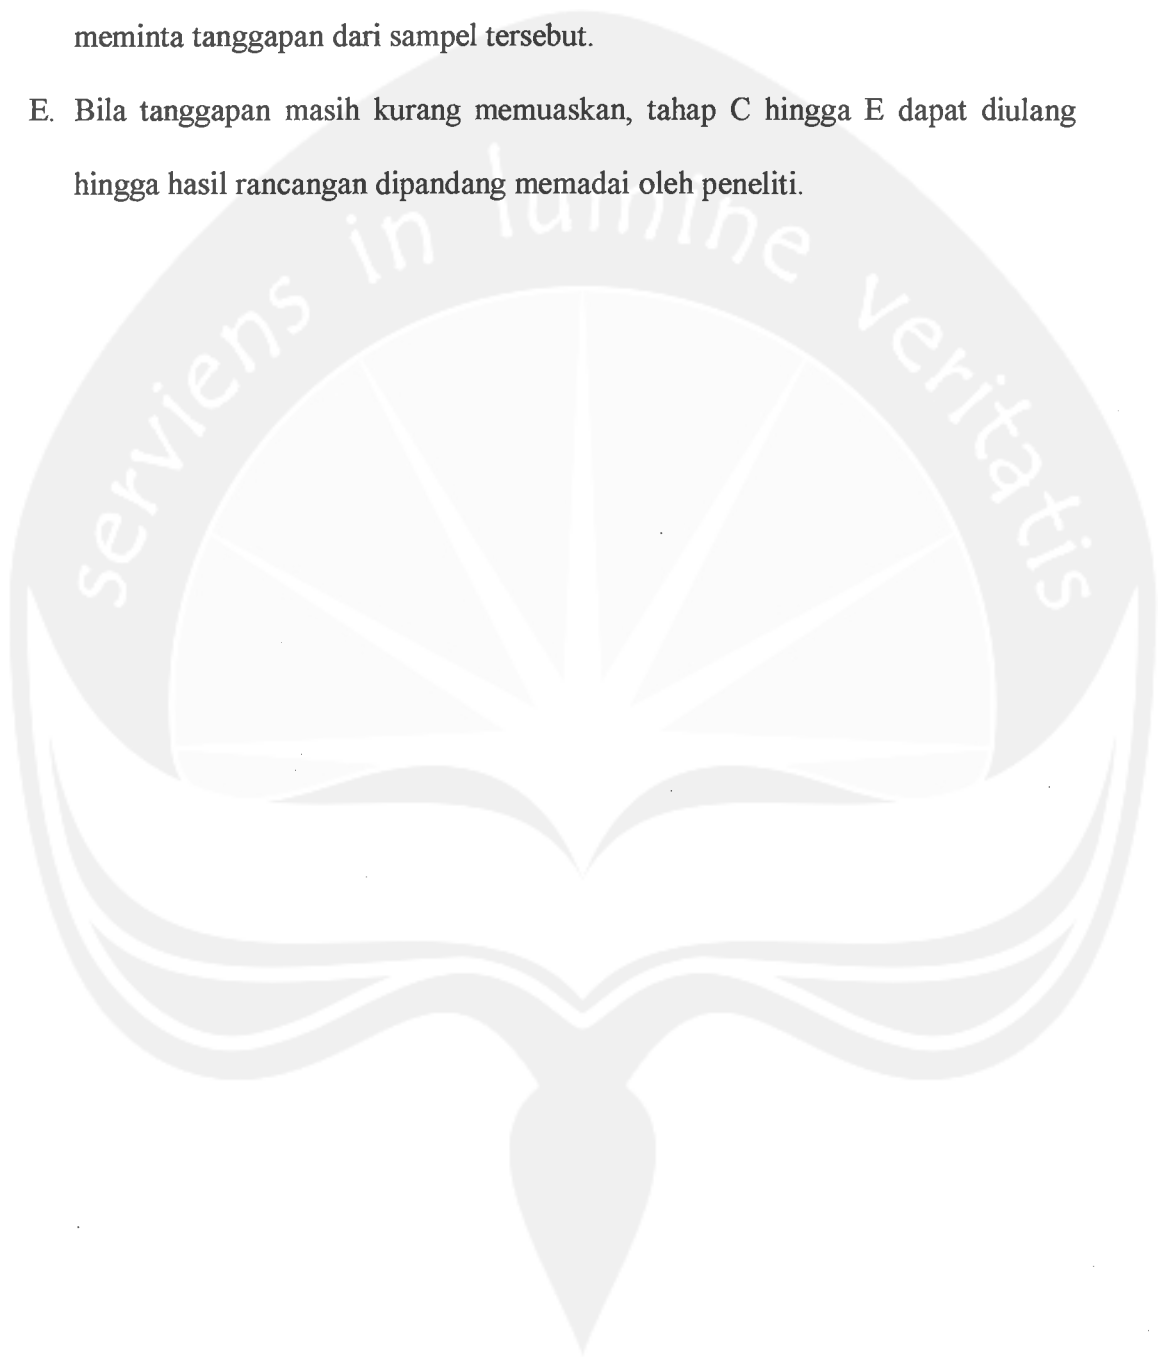 meminta tanggapan dari sampel tersebut.
E. Bila tanggapan masih kurang memuaskan, tahap C hingga E dapat diulang
hingga hasil rancangan dipandang memadai oleh peneliti.
serviens in lumine veritatis